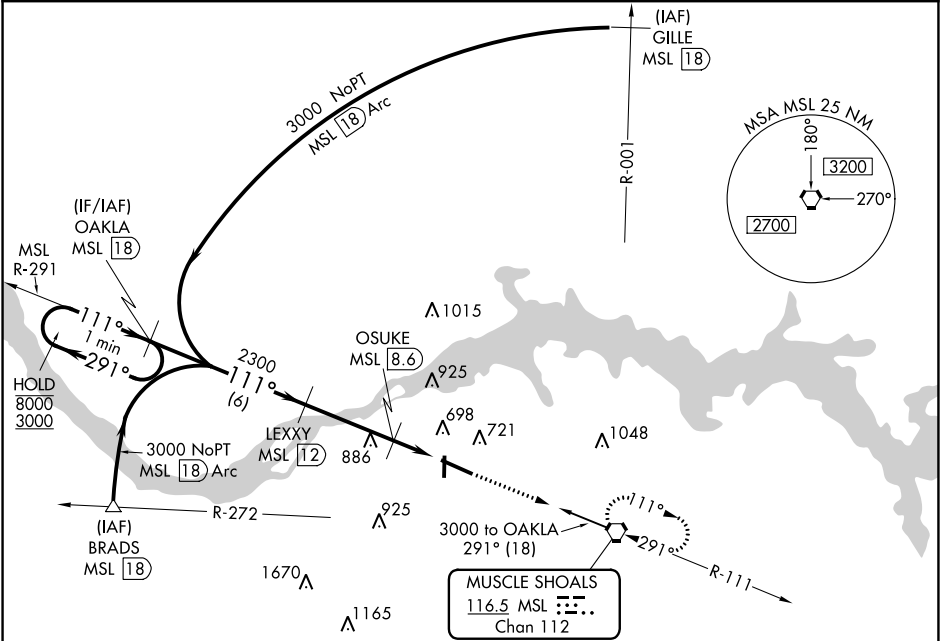 (IAF)
GILLE
MSL 18
3000 NoPT
MSL 18 Arc
R-001
MSA MSL 25 NM
180°
3200
270°
2700
(IF/IAF)
OAKLA
MSL 18
MSL
R-291
111°
1 min
291°
HOLD
8000
3000
2300
111°
(6)
OSUKE
MSL 8.6
1015
925
698
721
1048
886
LEXXY
MSL 12
3000 NoPT
MSL 18 Arc
R-272
(IAF)
BRADS
MSL 18
925
1670
1165
3000 to OAKLA
291° (18)
111°
291°
R-111
MUSCLE SHOALS
116.5 MSL
Chan 112